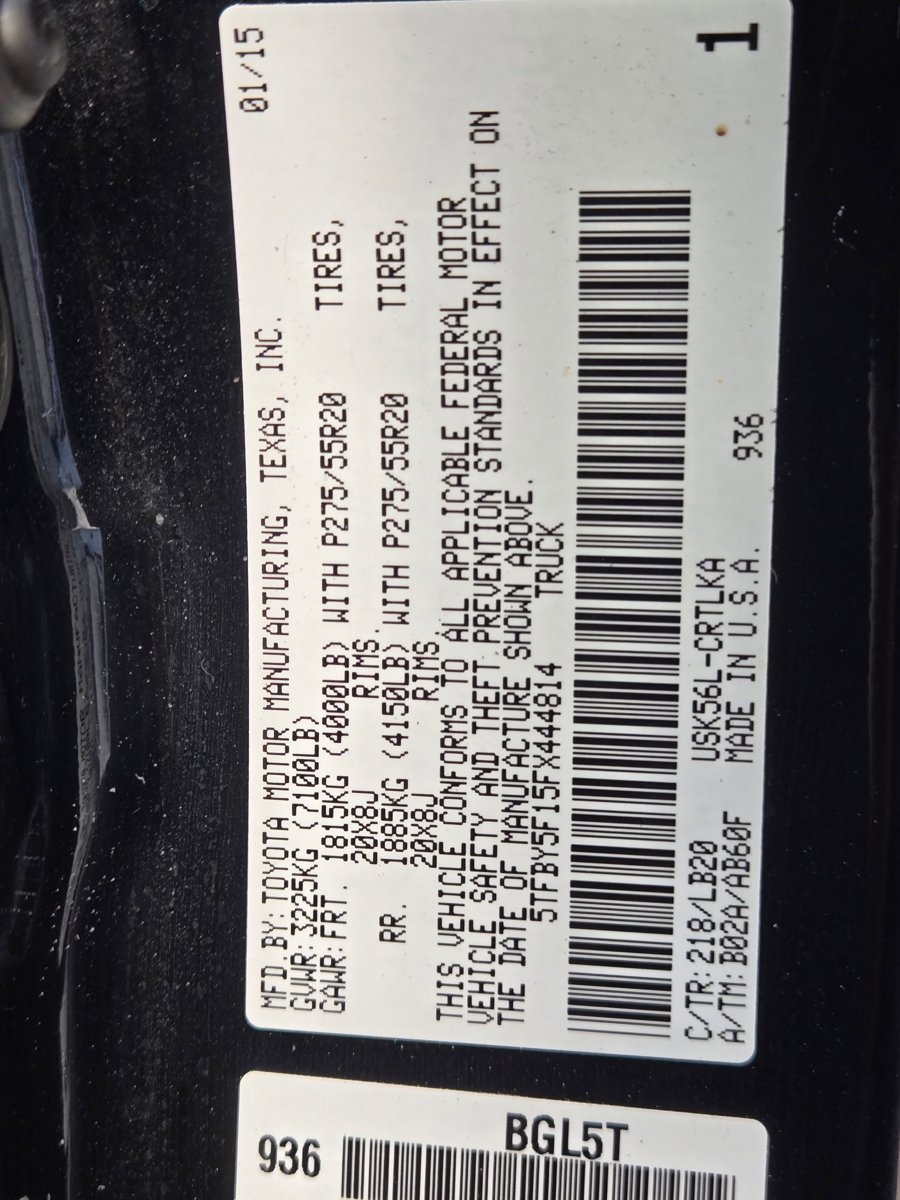 01/15
MFD.BY:TOYOTA MOTOR MANUFACTURING, TEXAS, INC.
GVWR:3225KG (7100LB)
GAWR:FRT. 1815KG (4000LB) WITH P275/55R20 TIRES,
20X8J RIMS.
RR. 1885KG (4150LB) WITH P275/55R20 TIRES,
20X8J RIMS.
THIS VEHICLE CONFORMS TO ALL APPLICABLE FEDERAL MOTOR
VEHICLE SAFETY AND THEFT PREVENTION STANDARDS IN EFFECT ON
THE DATE OF MANUFACTURE SHOWN ABOVE.
5TFBY5F15FX444814 TRUCK
C/TR:218/LB20 USK56L-CRTLKA
A/TM:B02A/AB60F MADE IN U.S.A. 936
1
936
BGL5T